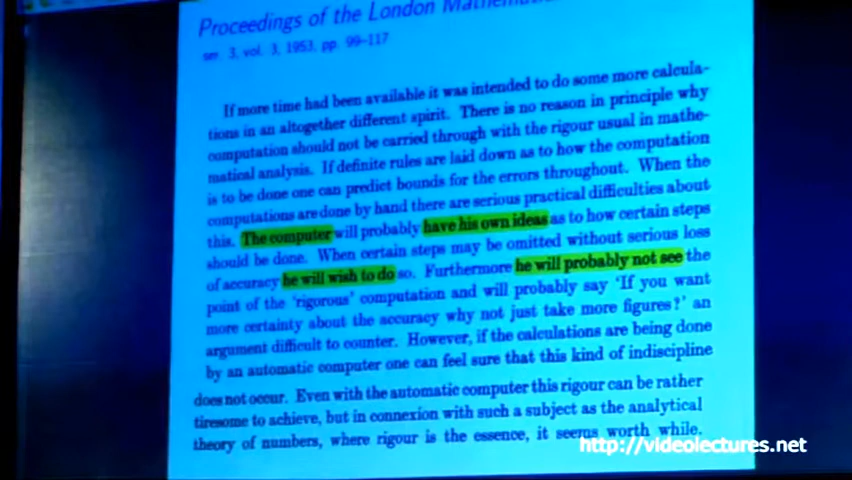 Proceedings of the London Mathem
ser. 3, vol. 3, 1953, pp. 99–117
If more time had been available it was intended to do some more calcula-
tions in an altogether different spirit. There is no reason in principle why
computation should not be carried through with the rigour usual in mathe-
matical analysis. If definite rules are laid down as to how the computation
is to be done one can predict bounds for the errors throughout. When the
computations are done by hand there are serious practical difficulties about
this. The computer will probably have his own ideas as to how certain steps
should be done. When certain steps may be omitted without serious loss
of accuracy he will wish to do so. Furthermore he will probably not see the
point of the 'rigorous' computation and will probably say 'If you want
more certainty about the accuracy why not just take more figures?' an
argument difficult to counter. However, if the calculations are being done
by an automatic computer one can feel sure that this kind of indiscipline
does not occur. Even with the automatic computer this rigour can be rather
tiresome to achieve, but in connexion with such a subject as the analytical
theory of numbers, where rigour is the essence, it seems worth while.
http://videolectures.net